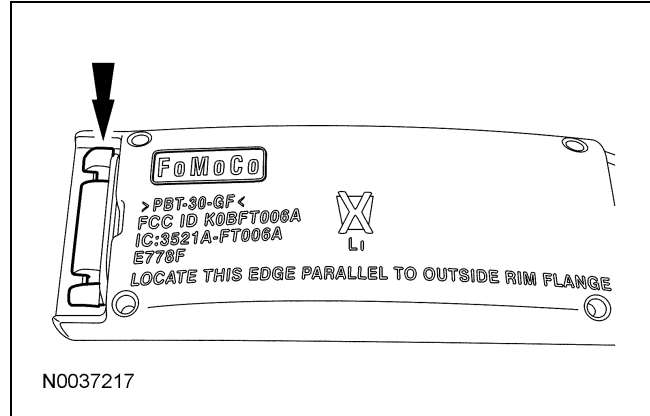 FoMoCo
>PBT-30-GF<
FCC ID K0BFT006A
IC:3521A-FT006A
E778F
LI
LOCATE THIS EDGE PARALLEL TO OUTSIDE RIM FLANGE
N0037217